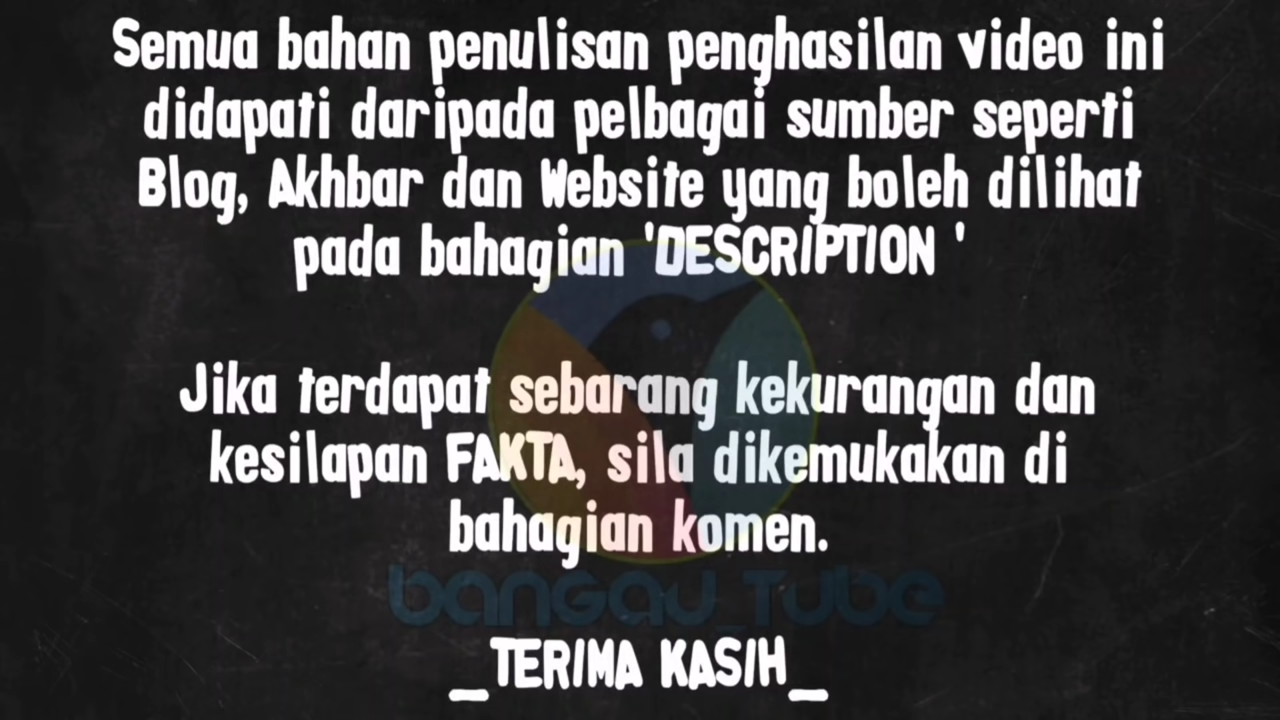 Semua bahan penulisan penghasilan video ini
didapati daripada pelbagai sumber seperti
Blog, Akhbar dan Website yang boleh dilihat
pada bahagian 'DESCRIPTION '
Jika terdapat sebarang kekurangan dan
kesilapan FAKTA, sila dikemukakan di
bahagian komen.
BANGAU_TUBE
_TERIMA KASIH_